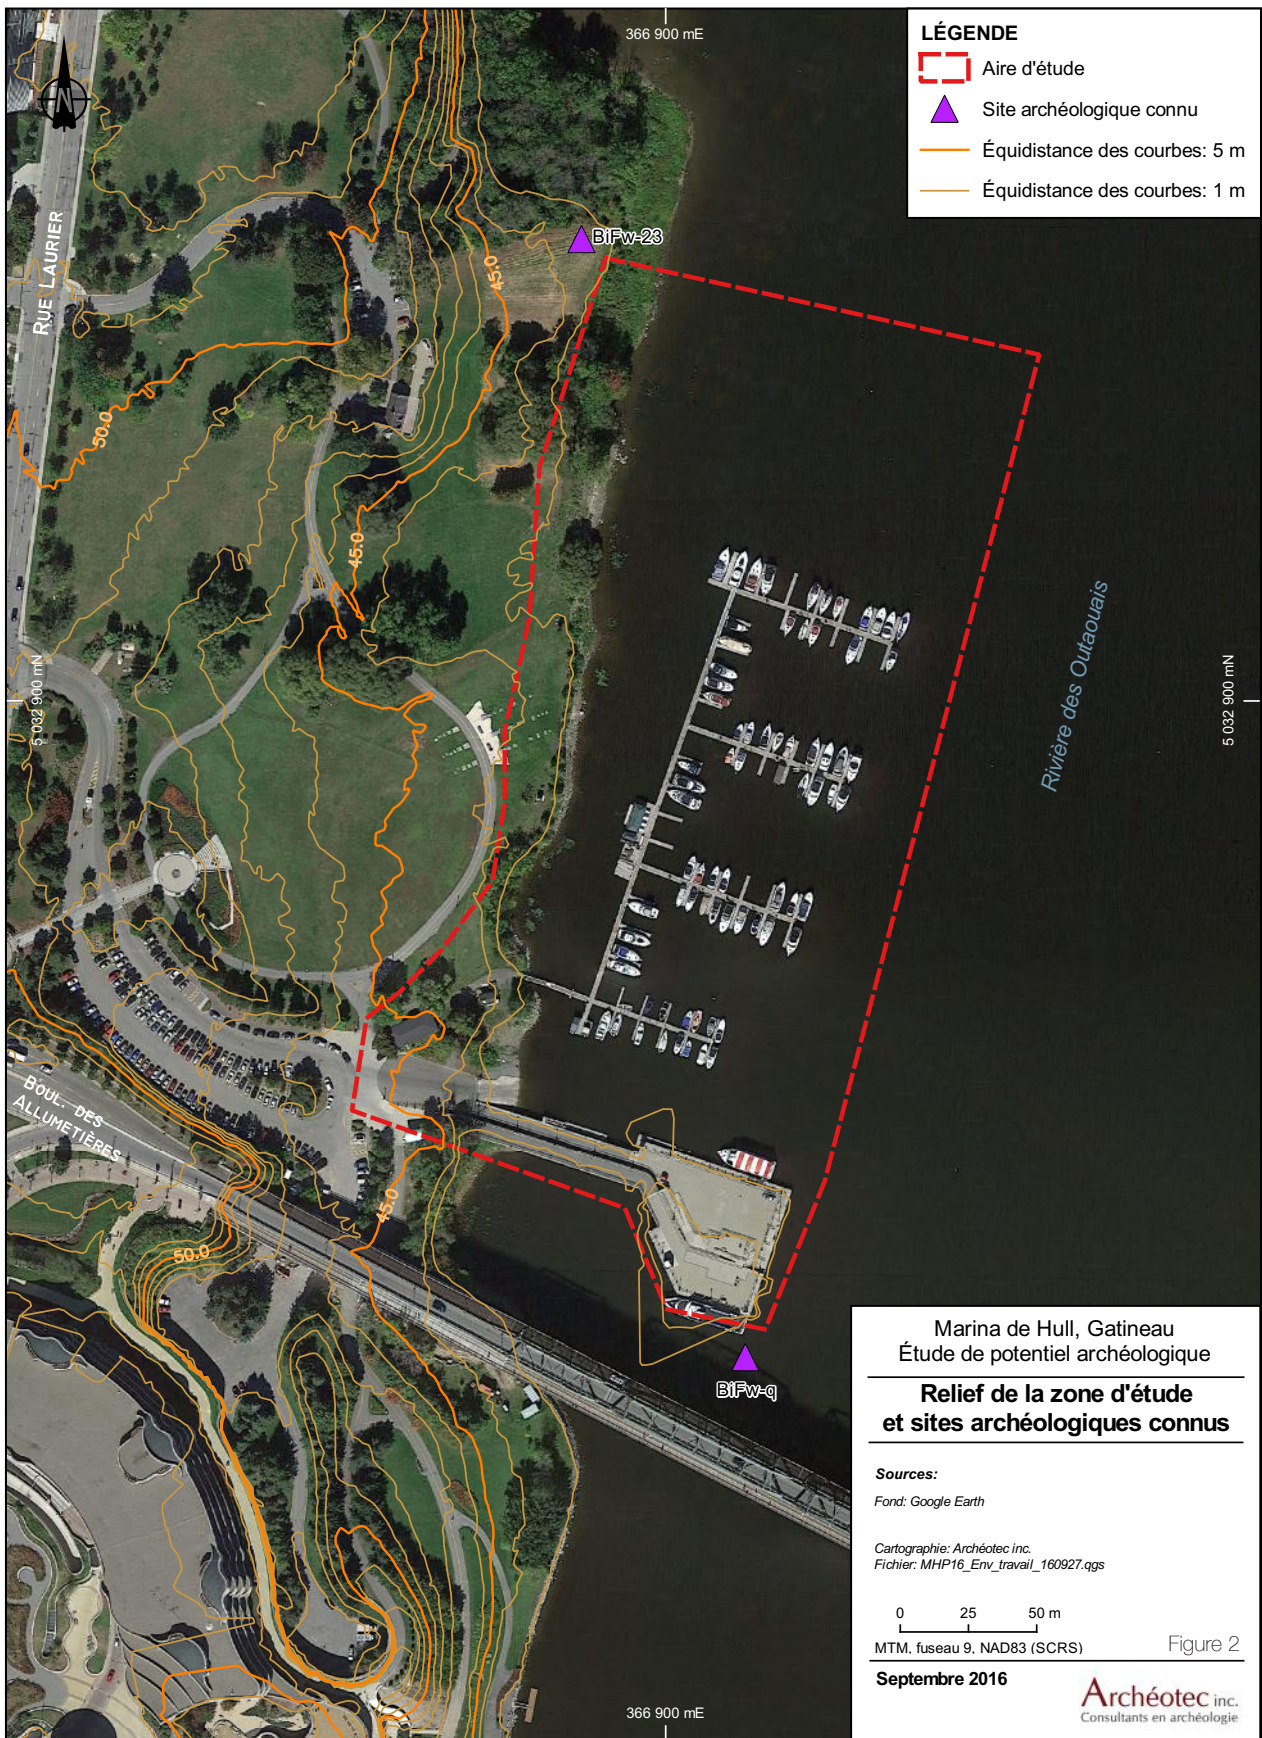 366 900 mE
LÉGENDE
Aire d'étude
Site archéologique connu
Équidistance des courbes: 5 m
Équidistance des courbes: 1 m
N
RUE LAURIER
BiFw-23
45.0
50.0
45.0
5 032 900 mN
5 032 900 mN
Rivière des Outaouais
BOUL. DES
ALLUMETIÈRES
45.0
50.0
BiFw-q
Marina de Hull, Gatineau
Étude de potentiel archéologique
Relief de la zone d'étude
et sites archéologiques connus
Sources:
Fond: Google Earth
Cartographie: Archéotec inc.
Fichier: MHP16_Env_travail_160927.qgs
0 25 50 m
MTM, fuseau 9, NAD83 (SCRS)
Figure 2
Septembre 2016
Archéotec inc.
Consultants en archéologie
366 900 mE